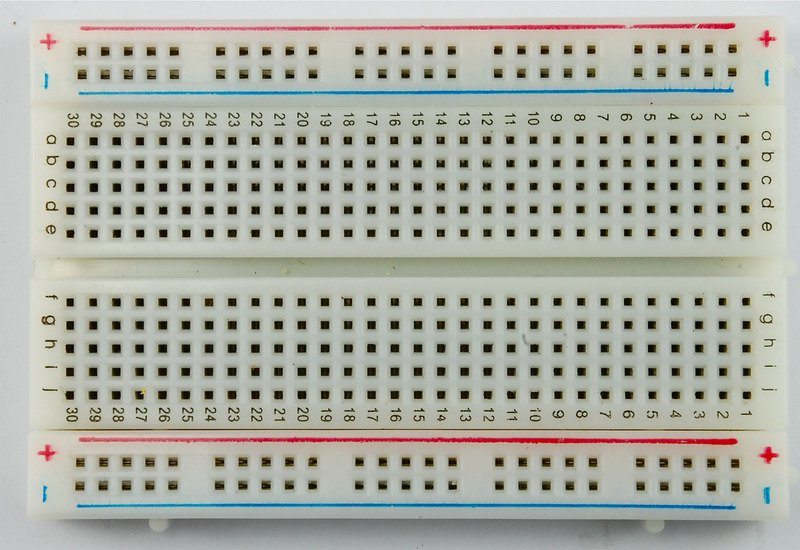 + +
- -
30 29 28 27 26 25 24 23 22 21 20 19 18 17 16 15 14 13 12 11 10 9 8 7 6 5 4 3 2 1
a a
b b
c c
d d
e e
f f
g g
h h
i i
j j
30 29 28 27 26 25 24 23 22 21 20 19 18 17 16 15 14 13 12 11 10 9 8 7 6 5 4 3 2 1
+ +
- -